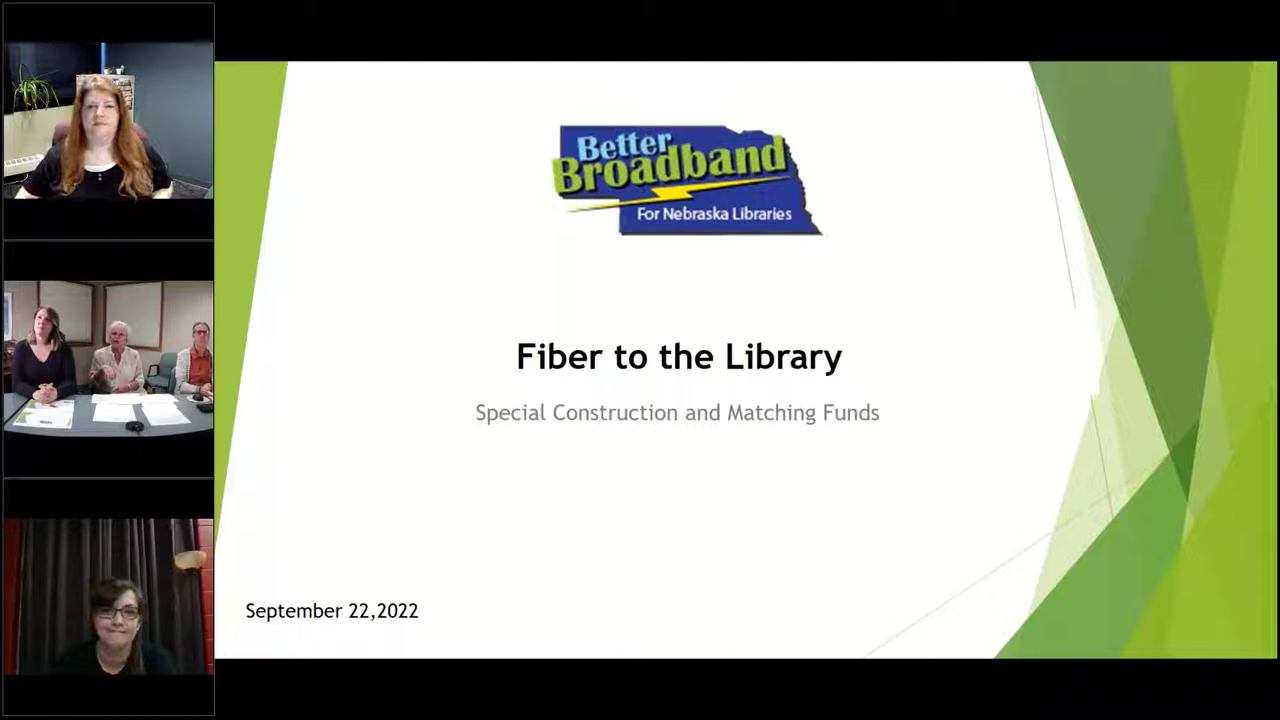 Better
Broadband
For Nebraska Libraries
Fiber to the Library
Special Construction and Matching Funds
September 22,2022